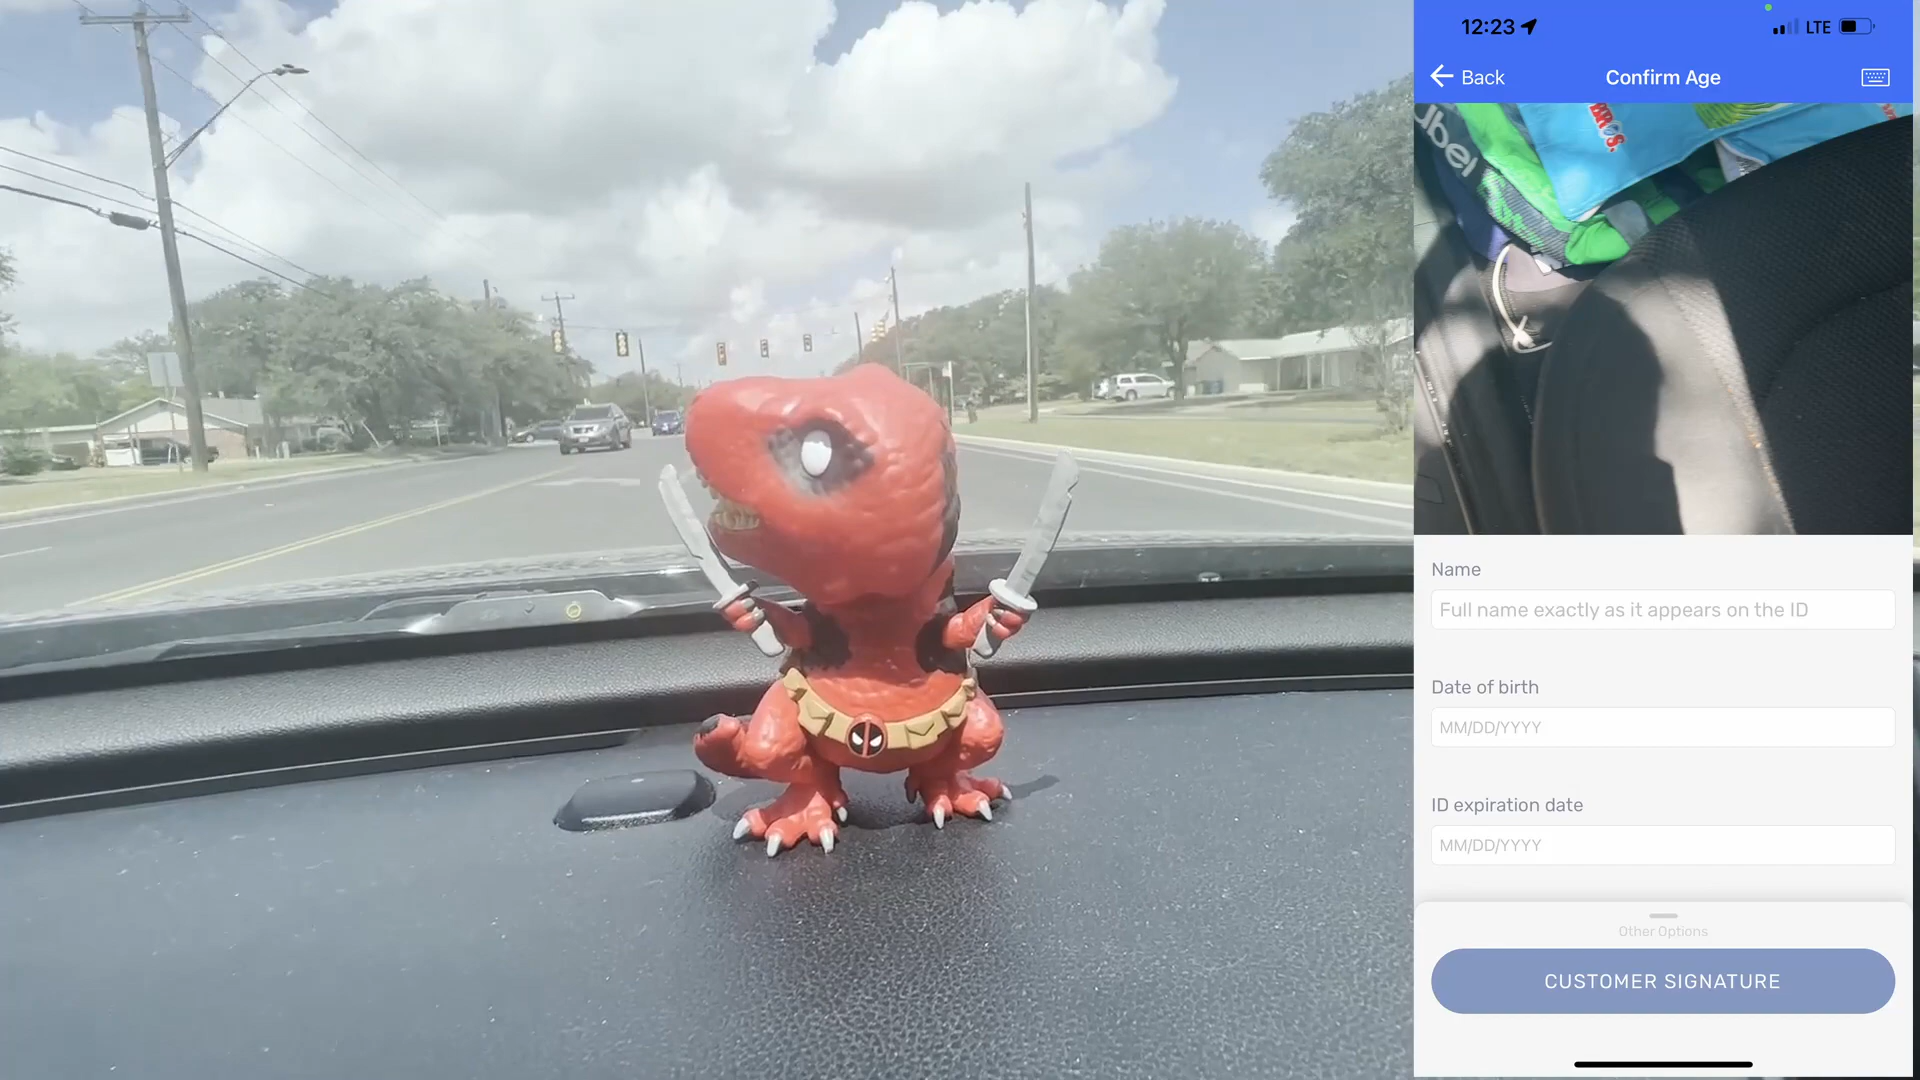 12:23
LTE
Back
Confirm Age
BROS.
Name
Full name exactly as it appears on the ID
Date of birth
MM/DD/YYYY
ID expiration date
MM/DD/YYYY
Other Options
CUSTOMER SIGNATURE